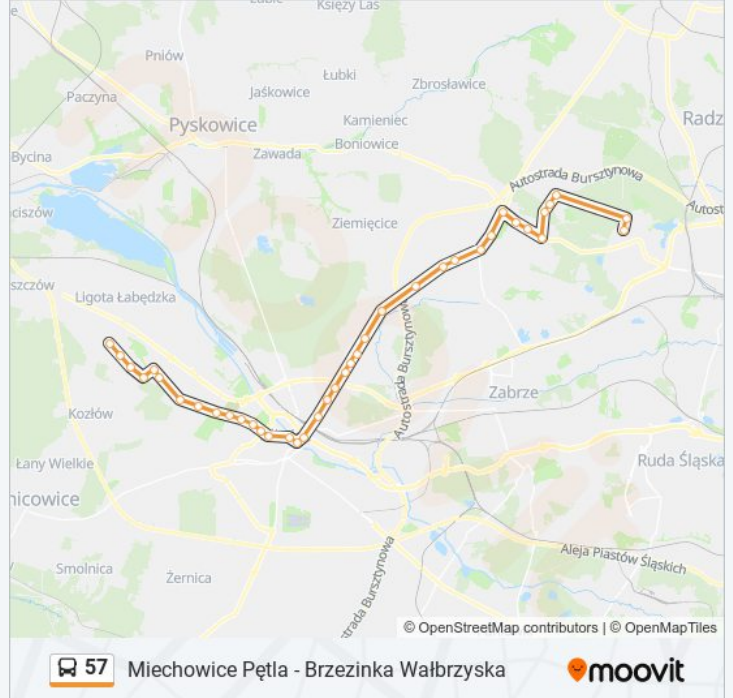 Księży Las
Pniów
Łubki
Zbrosławice
Jaśkowice
Paczyna
Kamieniec
Radz
Pyskowice
Boniowice
Zawada
Bycina
Autostrada Bursztynowa
Autost
ciszów
Ziemięcice
szczów
Ligota Łabędzka
Autostrada Bursztynow
Zabrze
Kozłów
Łany Wielkie
Ruda Śląska
nicowice
Aleja Piastów Śląskich
Smolnica
Żernica
strada Bursztynowa
© OpenStreetMap contributors | © OpenMapTiles
57 Miechowice Pętla - Brzezinka Wałbrzyska
moovit